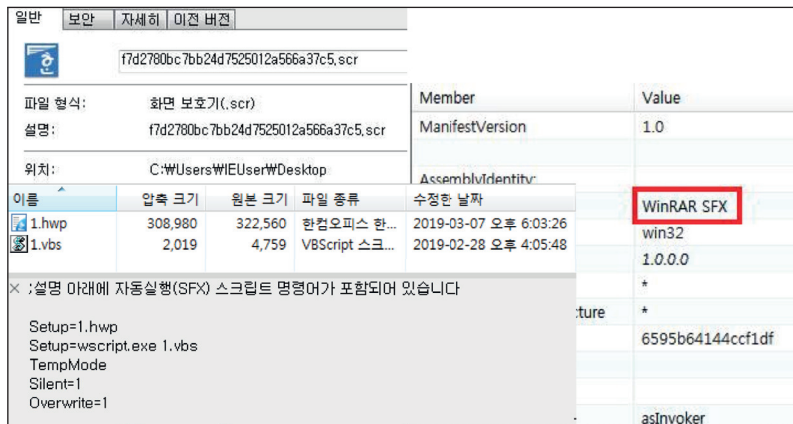 일반 보안 자세히 이전 버전
f7d2780bc7bb24d7525012a566a37c5.scr
파일 형식: 화면 보호기(.scr)
설명: f7d2780bc7bb24d7525012a566a37c5.scr
위치: C:₩Users₩IEUser₩Desktop
이름 압축 크기 원본 크기 파일 종류 수정한 날짜
1.hwp 308,980 322,560 한컴오피스 한... 2019-03-07 오후 6:03:26
1.vbs 2,019 4,759 VBScript 스크... 2019-02-28 오후 4:05:48
;설명 아래에 자동실행(SFX) 스크립트 명령어가 포함되어 있습니다
Setup=1.hwp
Setup=wscript.exe 1.vbs
TempMode
Silent=1
Overwrite=1
Member Value
ManifestVersion 1.0
AssemblyIdentity:
WinRAR SFX
win32
1.0.0.0
*
:ture *
6595b64144ccf1df
asInvoker